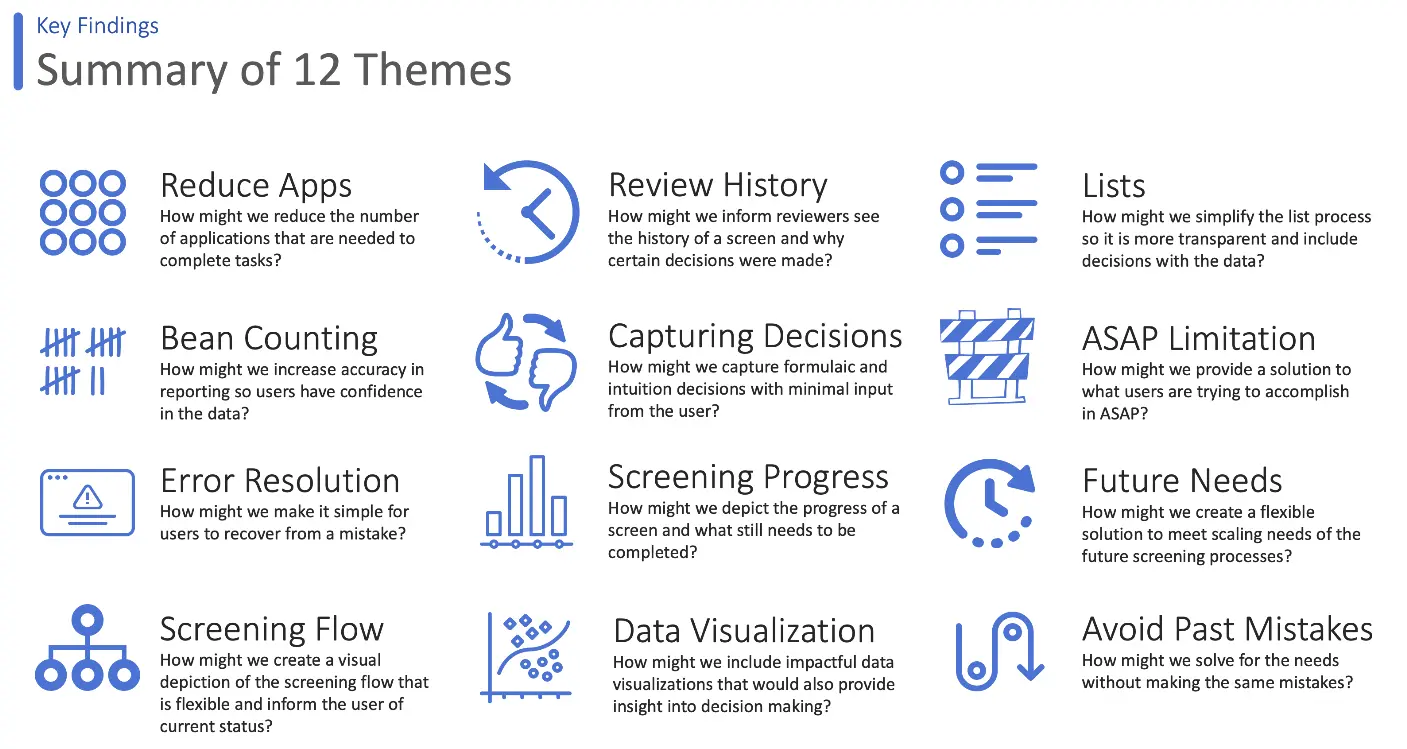 Key Findings
Summary of 12 Themes
Reduce Apps
How might we reduce the number
of applications that are needed to
complete tasks?
Review History
How might we inform reviewers see
the history of a screen and why
certain decisions were made?
Lists
How might we simplify the list process
so it is more transparent and include
decisions with the data?
Bean Counting
How might we increase accuracy in
reporting so users have confidence
in the data?
Capturing Decisions
How might we capture formulaic and
intuition decisions with minimal input
from the user?
ASAP Limitation
How might we provide a solution to
what users are trying to accomplish
in ASAP?
Error Resolution
How might we make it simple for
users to recover from a mistake?
Screening Progress
How might we depict the progress of a
screen and what still needs to be
completed?
Future Needs
How might we create a flexible
solution to meet scaling needs of the
future screening processes?
Screening Flow
How might we create a visual
depiction of the screening flow that
is flexible and inform the user of
current status?
Data Visualization
How might we include impactful data
visualizations that would also provide
insight into decision making?
Avoid Past Mistakes
How might we solve for the needs
without making the same mistakes?